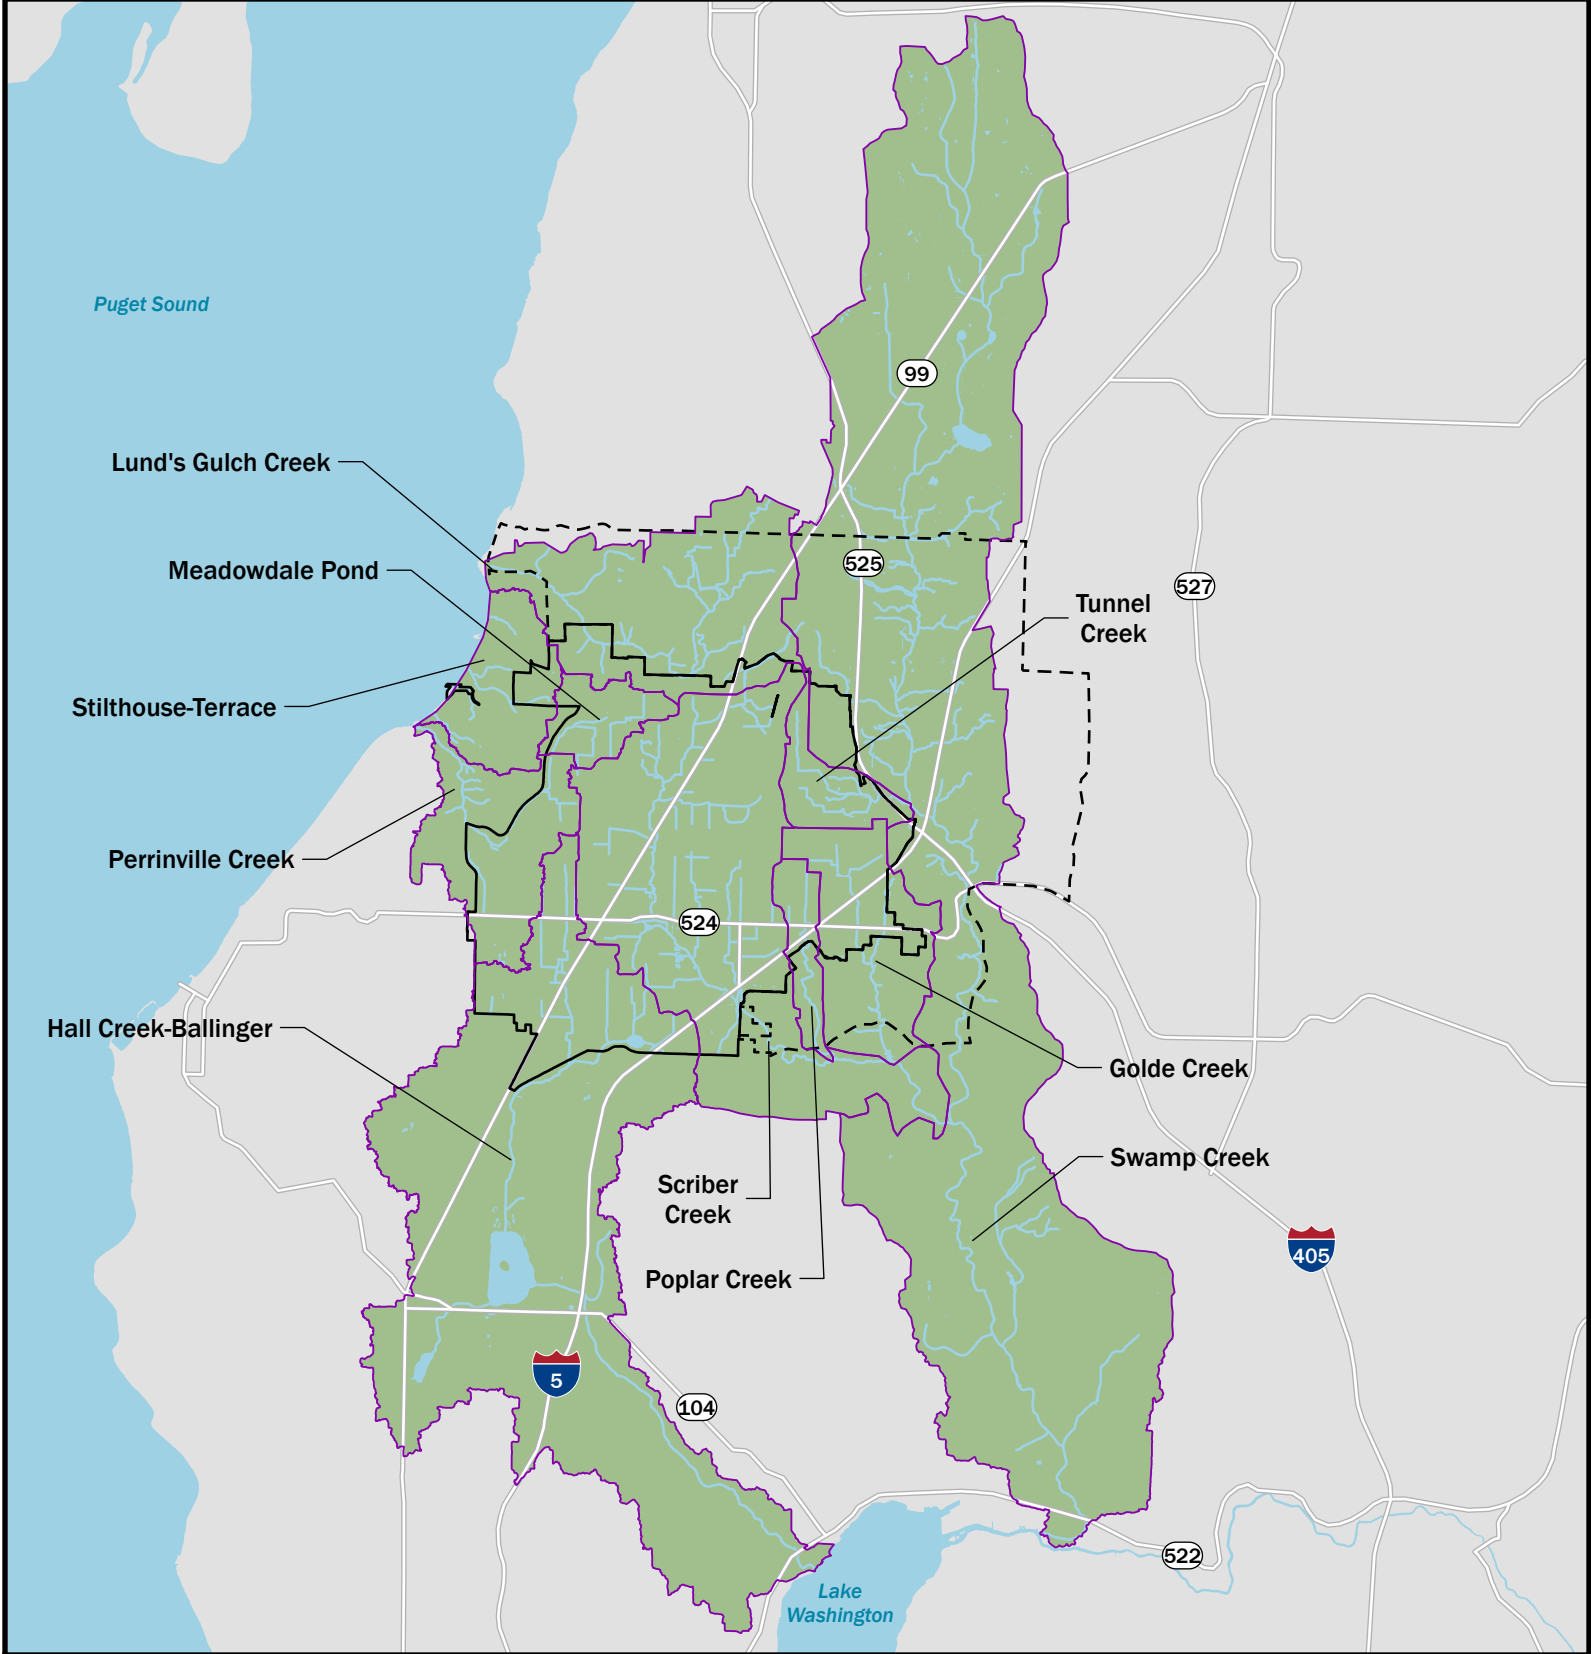 Puget Sound
99
Lund's Gulch Creek
525
Meadowdale Pond
527
Tunnel
Creek
Stilthouse-Terrace
Perrinville Creek
524
Hall Creek-Ballinger
Golde Creek
Swamp Creek
Scriber
Creek
405
Poplar Creek
5
104
522
Lake
Washington